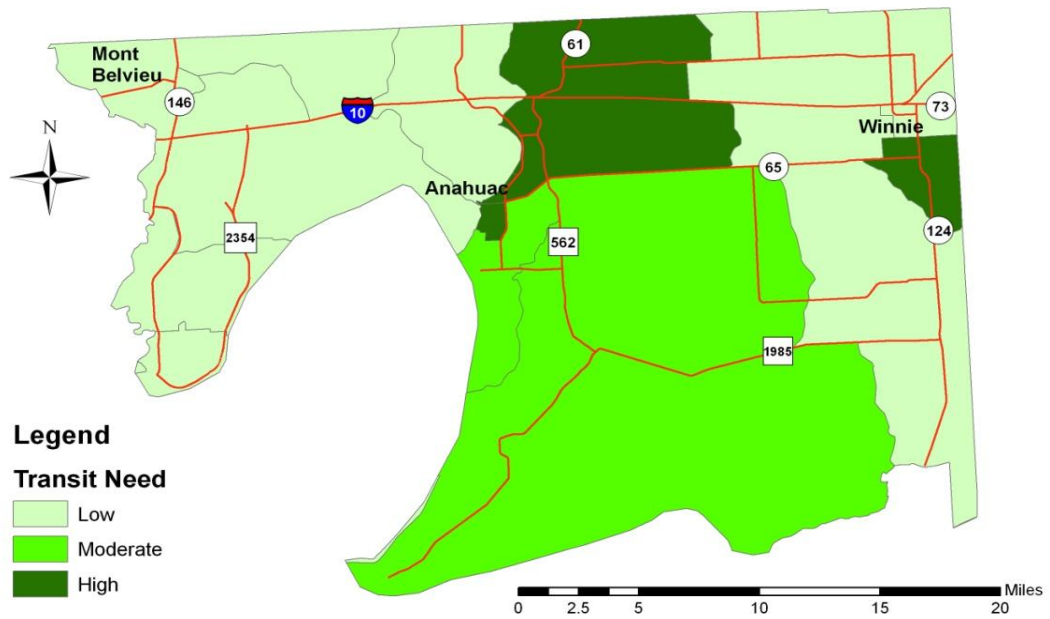 Mont
Belvieu
61
146
10
73
N
Winnie
65
Anahuac
2354
562
124
1985
Legend
Transit Need
Low
Moderate
High
Miles
0 2.5 5 10 15 20